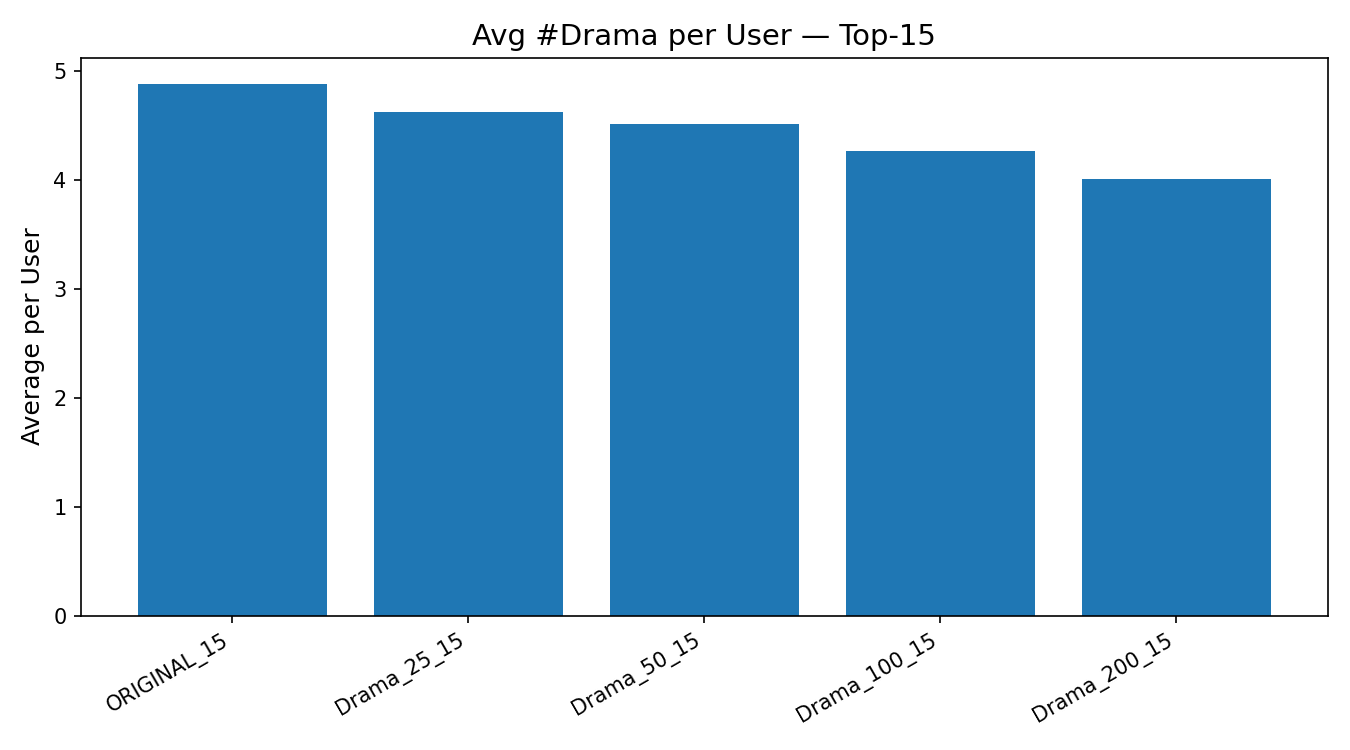 Avg #Drama per User — Top-15
Average per User
5
4
3
2
1
0
ORIGINAL_15
Drama_25_15
Drama_50_15
Drama_100_15
Drama_200_15